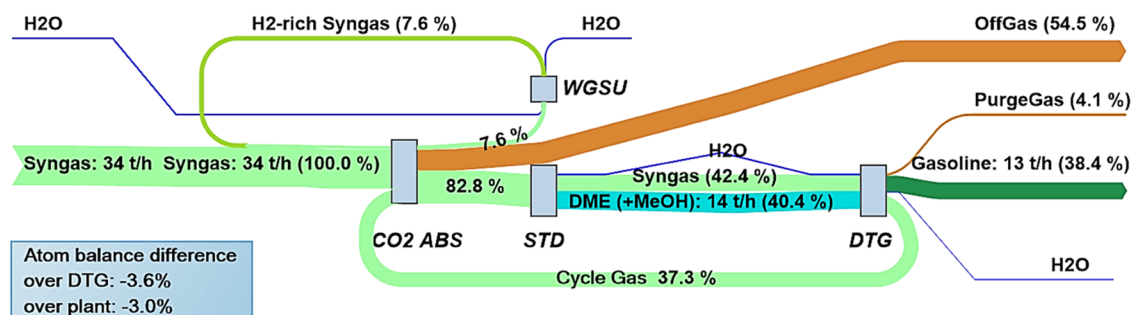 H2O
H2-rich Syngas (7.6 %)
H2O
OffGas (54.5 %)
WGSU
PurgeGas (4.1 %)
7.6 %
H2O
Syngas: 34 t/h Syngas: 34 t/h (100.0 %)
Gasoline: 13 t/h (38.4 %)
82.8 %
Syngas (42.4 %)
DME (+MeOH): 14 t/h (40.4 %)
CO2 ABS
STD
DTG
Atom balance difference
over DTG: -3.6%
over plant: -3.0%
Cycle Gas 37.3 %
H2O